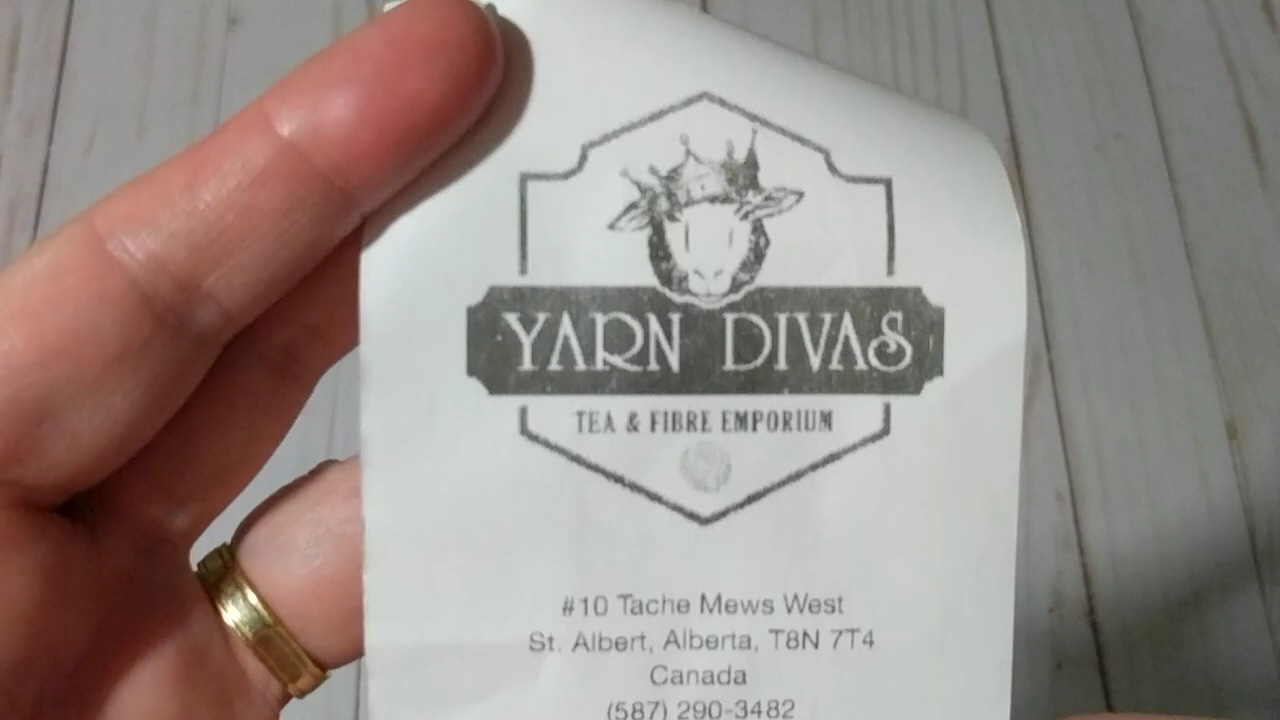 YARN DIVAS
TEA & FIBRE EMPORIUM
#10 Tache Mews West
St. Albert, Alberta, T8N 7T4
Canada
(587) 290-3482